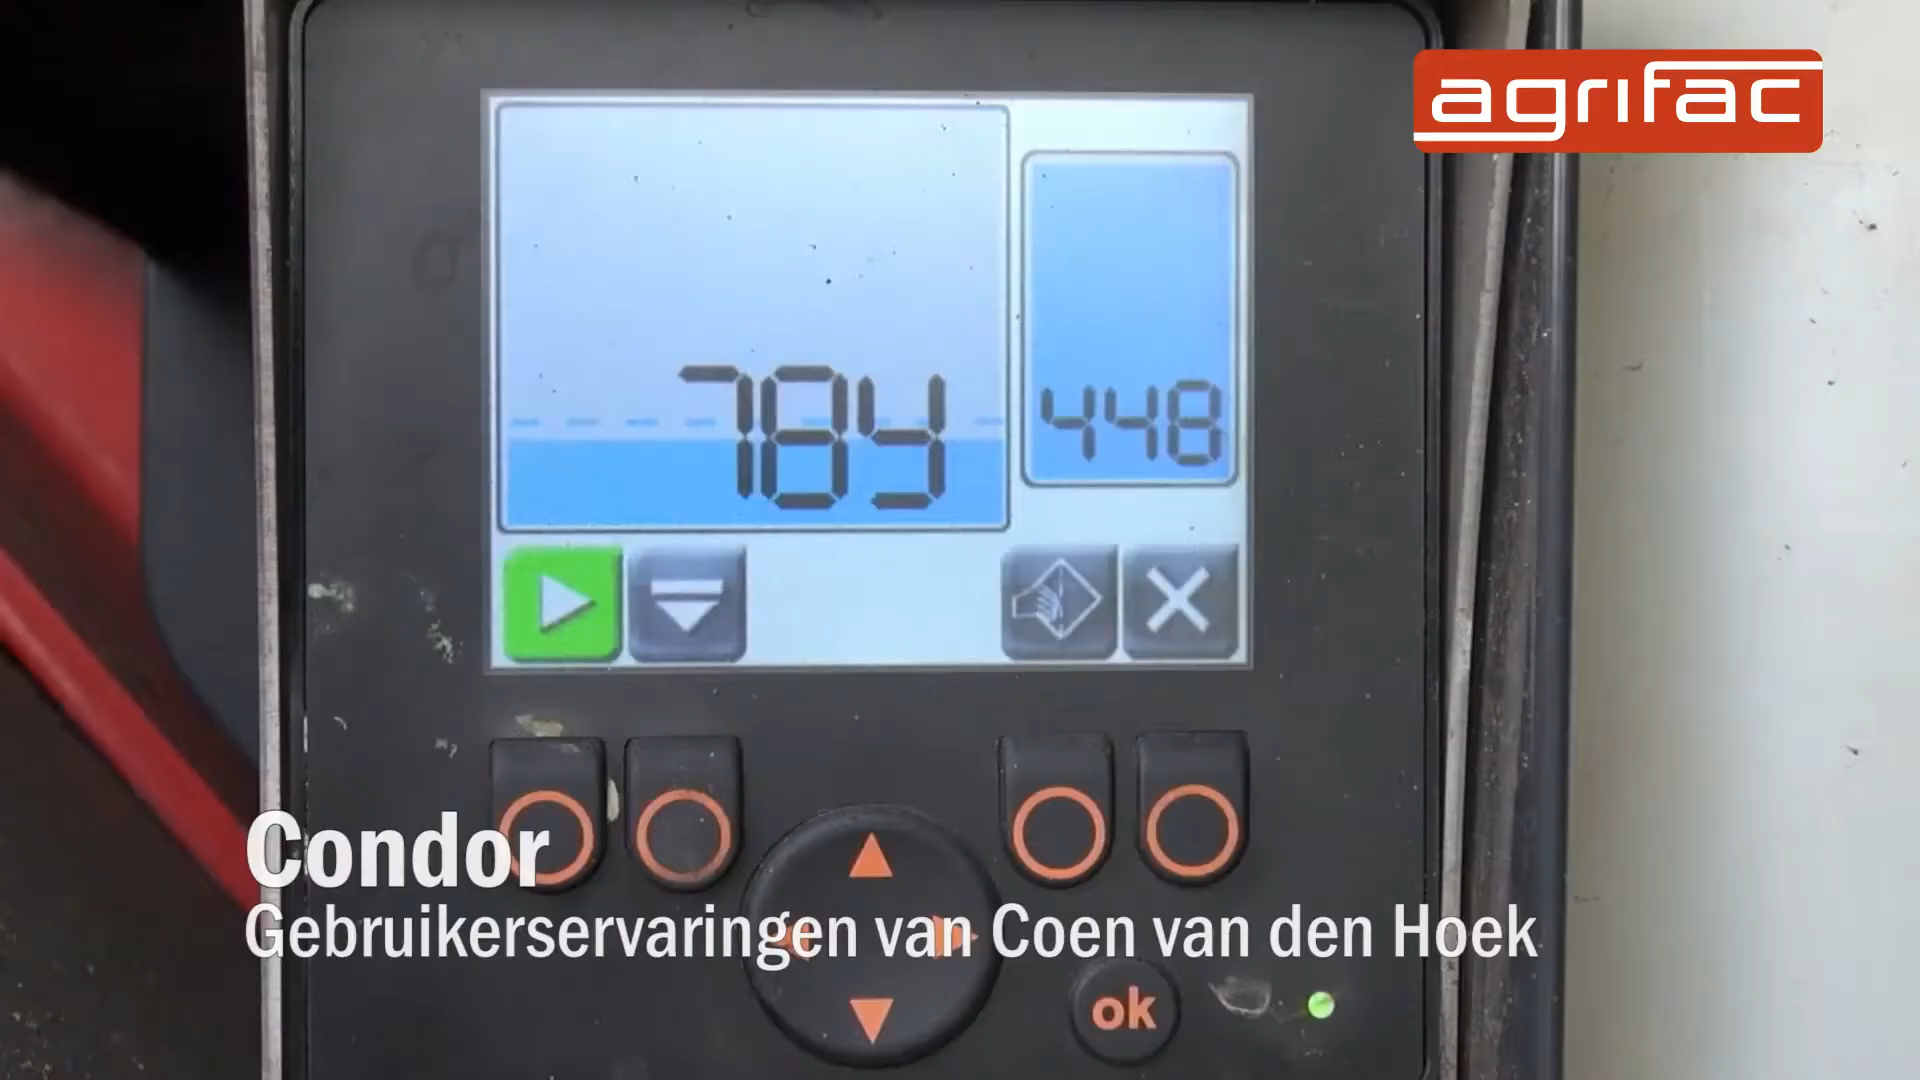 agrifac
784
448
Condor
Gebruikerservaringen van Coen van den Hoek
ok